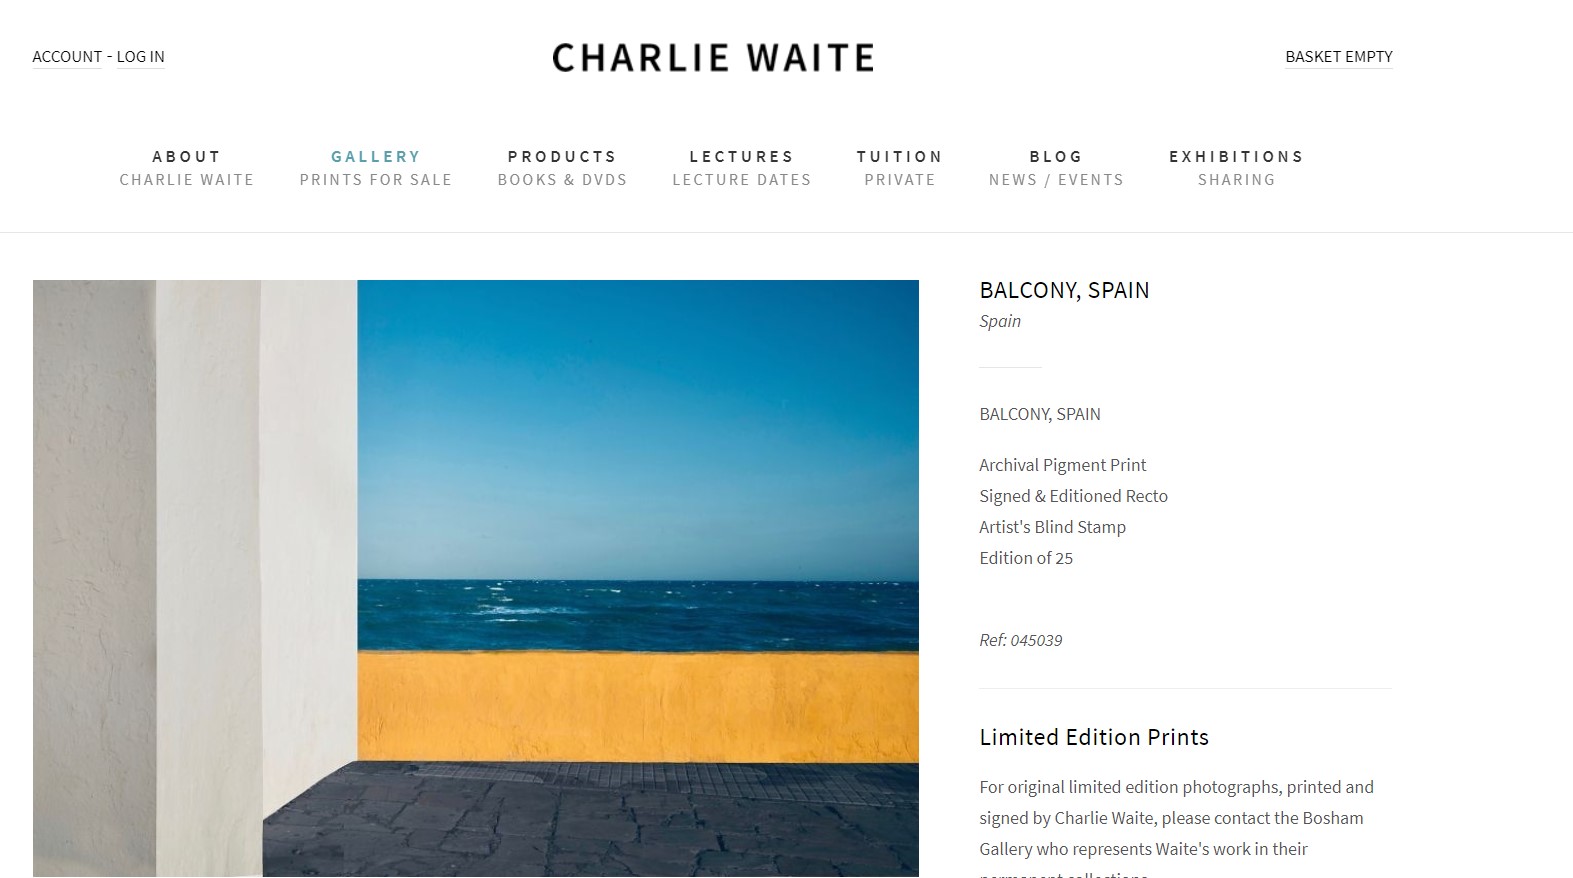 ACCOUNT - LOG IN
CHARLIE WAITE
BASKET EMPTY
ABOUT
CHARLIE WAITE
GALLERY
PRINTS FOR SALE
PRODUCTS
BOOKS & DVDS
LECTURES
LECTURE DATES
TUITION
PRIVATE
BLOG
NEWS / EVENTS
EXHIBITIONS
SHARING
BALCONY, SPAIN
Spain
BALCONY, SPAIN
Archival Pigment Print
Signed & Editioned Recto
Artist's Blind Stamp
Edition of 25
Ref: 045039
Limited Edition Prints
For original limited edition photographs, printed and
signed by Charlie Waite, please contact the Bosham
Gallery who represents Waite's work in their